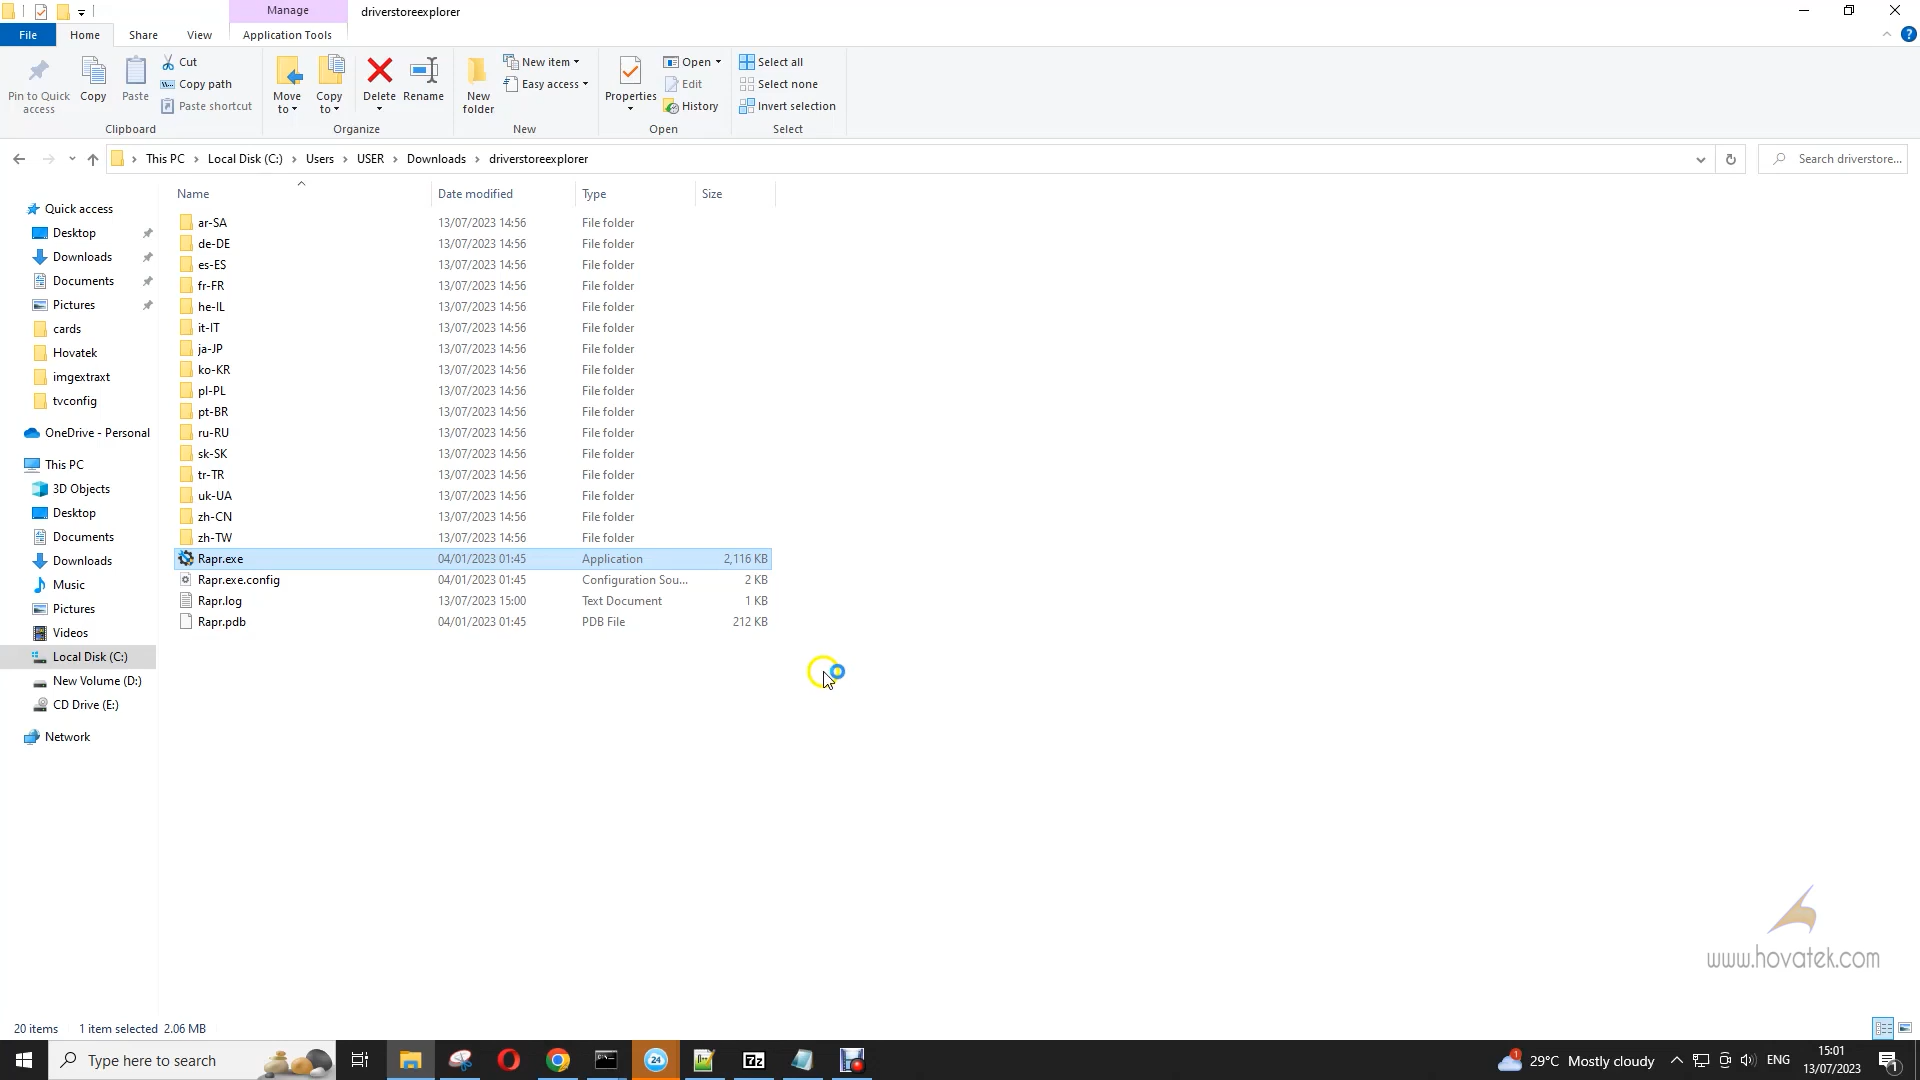 Manage
driverstoreexplorer
File
Home
Share
View
Application Tools
Pin to Quick access
Copy
Paste
Cut
Copy path
Paste shortcut
Clipboard
Move to
Copy to
Delete
Rename
Organize
New folder
New item
Easy access
New
Properties
Open
Edit
History
Open
Select all
Select none
Invert selection
Select
This PC > Local Disk (C:) > Users > USER > Downloads > driverstoreexplorer
Search driverstore...
Quick access
Desktop
Downloads
Documents
Pictures
cards
Hovatek
imgextraxt
tvconfig
OneDrive - Personal
This PC
3D Objects
Desktop
Documents
Downloads
Music
Pictures
Videos
Local Disk (C:)
New Volume (D:)
CD Drive (E:)
Network
Name Date modified Type Size
ar-SA 13/07/2023 14:56 File folder
de-DE 13/07/2023 14:56 File folder
es-ES 13/07/2023 14:56 File folder
fr-FR 13/07/2023 14:56 File folder
he-IL 13/07/2023 14:56 File folder
it-IT 13/07/2023 14:56 File folder
ja-JP 13/07/2023 14:56 File folder
ko-KR 13/07/2023 14:56 File folder
pl-PL 13/07/2023 14:56 File folder
pt-BR 13/07/2023 14:56 File folder
ru-RU 13/07/2023 14:56 File folder
sk-SK 13/07/2023 14:56 File folder
tr-TR 13/07/2023 14:56 File folder
uk-UA 13/07/2023 14:56 File folder
zh-CN 13/07/2023 14:56 File folder
zh-TW 13/07/2023 14:56 File folder
Rapr.exe 04/01/2023 01:45 Application 2,116 KB
Rapr.exe.config 04/01/2023 01:45 Configuration Sou... 2 KB
Rapr.log 13/07/2023 15:00 Text Document 1 KB
Rapr.pdb 04/01/2023 01:45 PDB File 212 KB
www.hovatek.com
20 items 1 item selected 2.06 MB
Type here to search
24
7z
1
29°C Mostly cloudy
ENG
15:01
13/07/2023
1